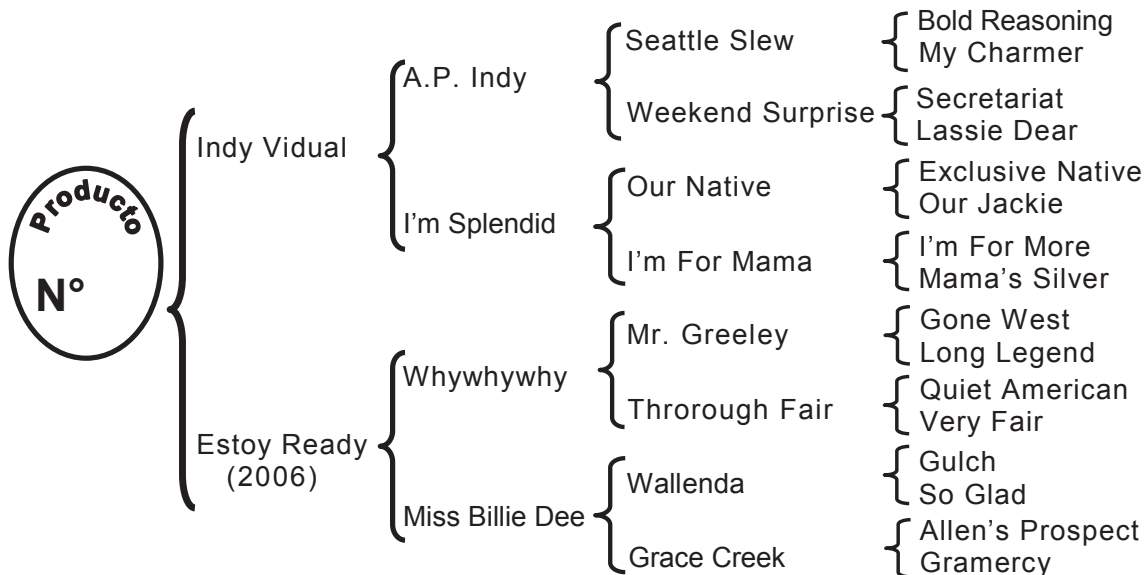 Producto
N°
Indy Vidual
Estoy Ready
(2006)
A.P. Indy
I'm Splendid
Whywhywhy
Miss Billie Dee
Seattle Slew
Weekend Surprise
Our Native
I'm For Mama
Mr. Greeley
Throrough Fair
Wallenda
Grace Creek
Bold Reasoning
My Charmer
Secretariat
Lassie Dear
Exclusive Native
Our Jackie
I'm For More
Mama's Silver
Gone West
Long Legend
Quiet American
Very Fair
Gulch
So Glad
Allen's Prospect
Gramercy